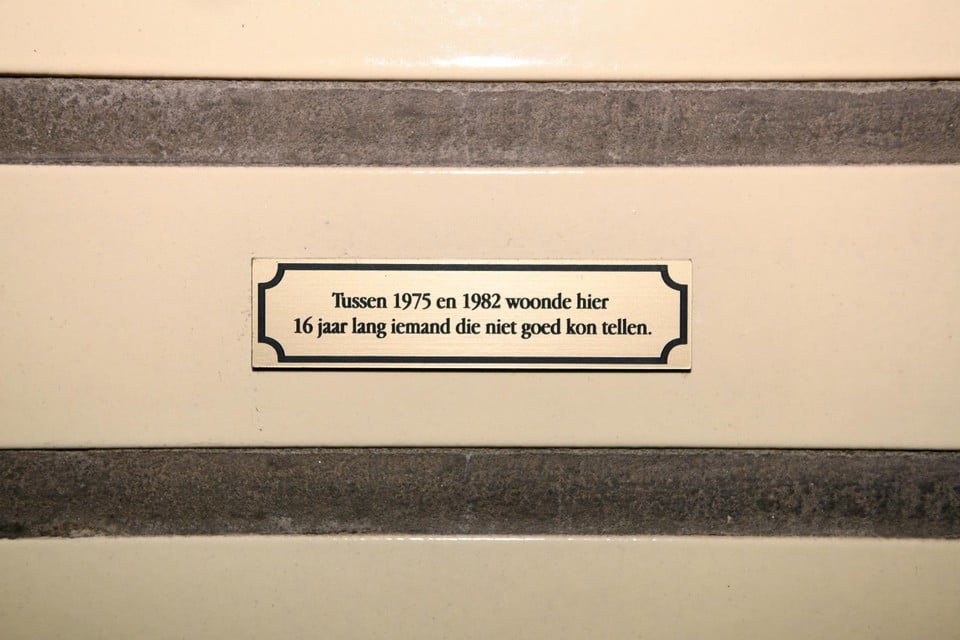 Tussen 1975 en 1982 woonde hier
16 jaar lang iemand die niet goed kon tellen.